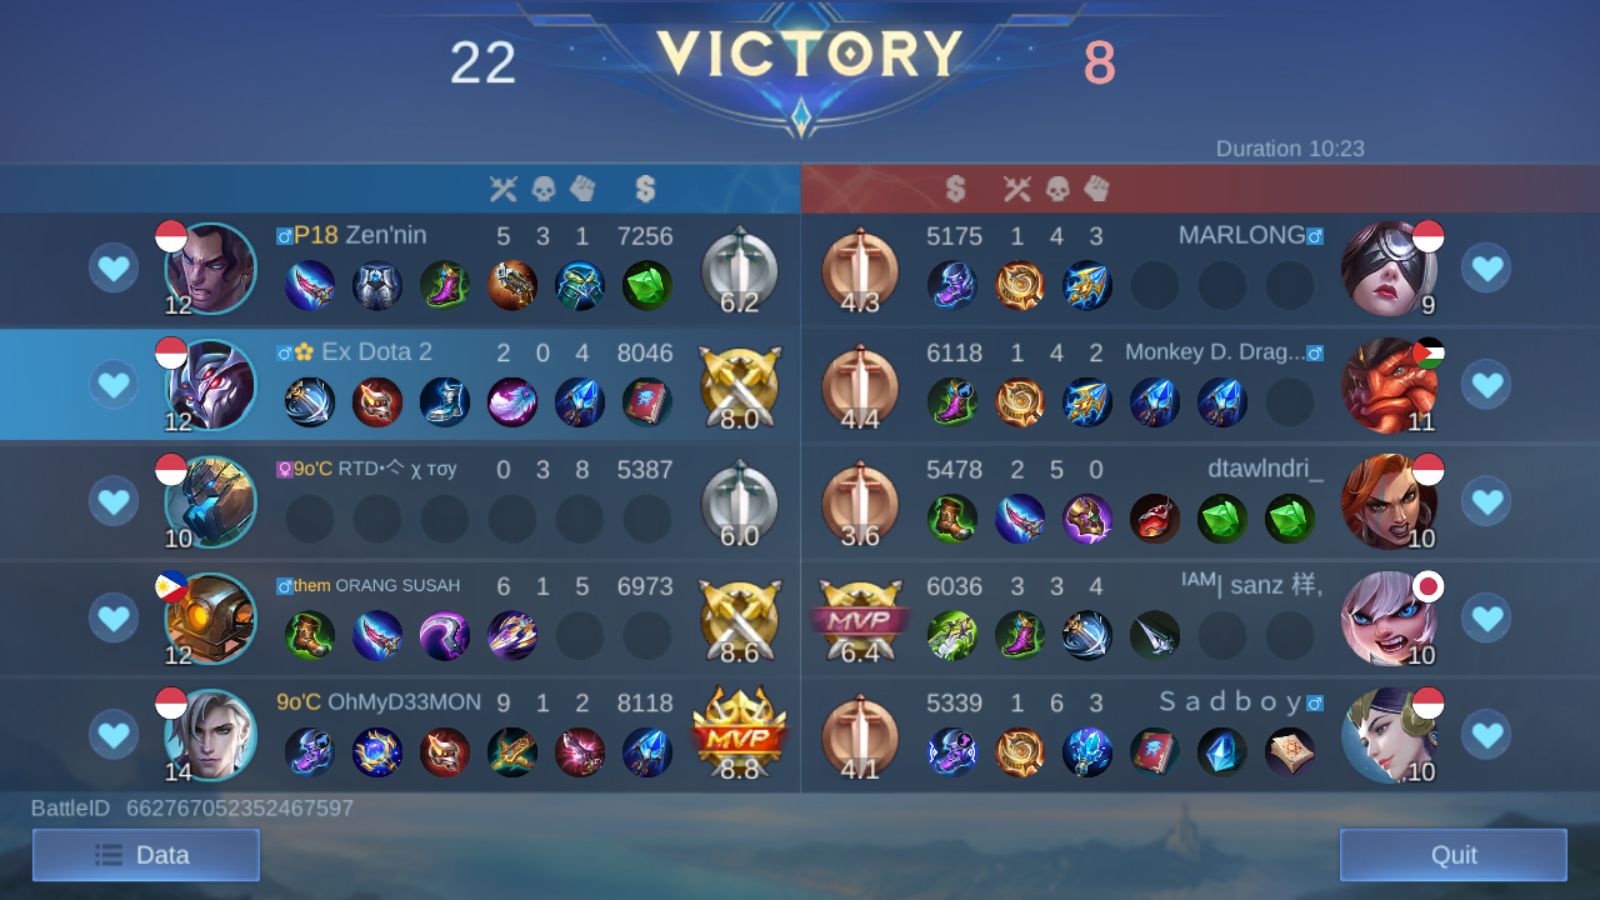 22 VICTORY 8
Duration 10:23
P18 Zen'nin 5 3 1 7256
12 6.2
5175 1 4 3 MARLONG
4.3 9
Ex Dota 2 2 0 4 8046
12 8.0
6118 1 4 2 Monkey D. Drag...
4.4 11
9o'C RTD• χ τσy 0 3 8 5387
10 6.0
5478 2 5 0 dtawlndri_
3.6 10
them ORANG SUSAH 6 1 5 6973
12 8.6
6036 3 3 4 ᴵᴬᴹ| sanz 样,
MVP 6.4 10
9o'C OhMyD33MON 9 1 2 8118
14 MVP 8.8
5339 1 6 3 S a d b o y
4.1 10
BattleID 662767052352467597
Data
Quit